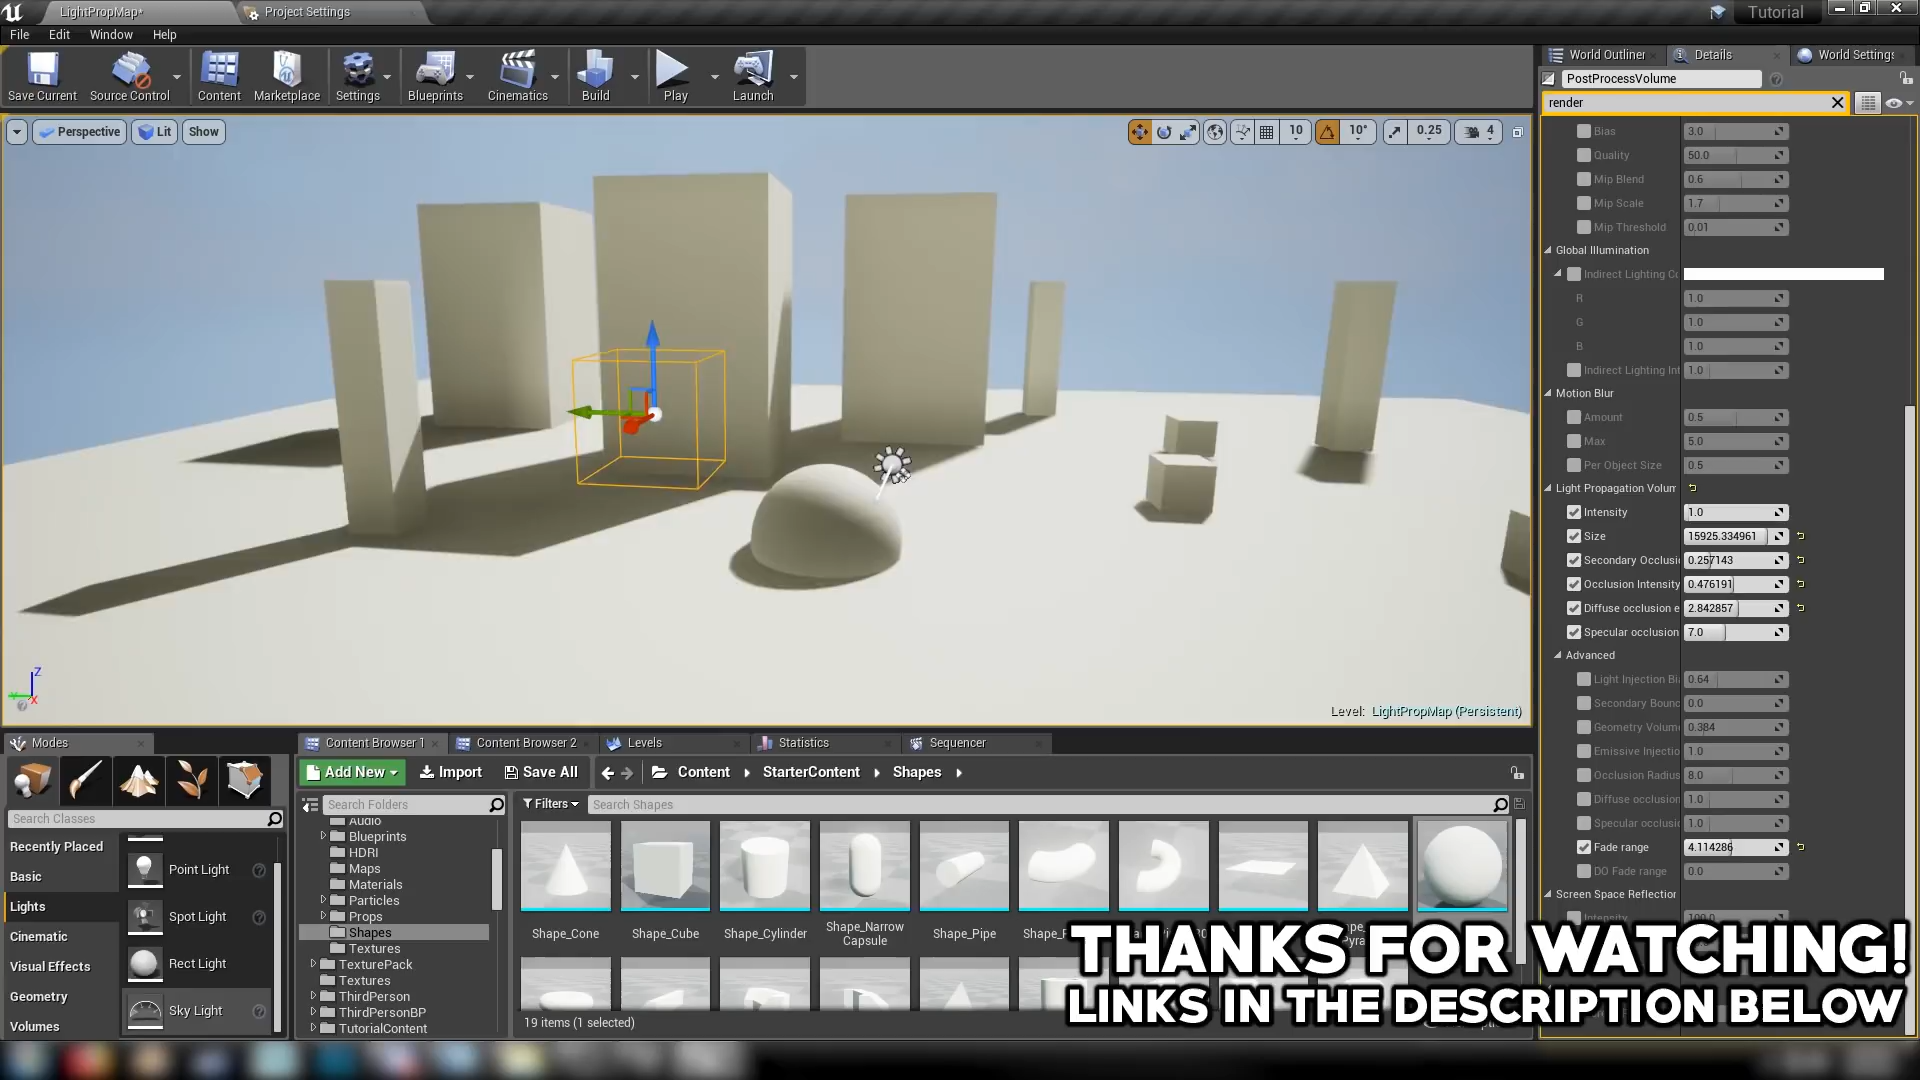 LightPropMap*
Project Settings
Tutorial
File
Edit
Window
Help
Save Current
Source Control
Content
Marketplace
Settings
Blueprints
Cinematics
Build
Play
Launch
World Outliner
Details
World Settings
PostProcessVolume
render
Perspective
Lit
Show
10
10°
0.25
4
Bias
3.0
Quality
50.0
Mip Blend
0.6
Mip Scale
1.7
Mip Threshold
0.01
Global Illumination
Indirect Lighting Co
R
1.0
G
1.0
B
1.0
Indirect Lighting Int
1.0
Motion Blur
Amount
0.5
Max
5.0
Per Object Size
0.5
Light Propagation Volum
Intensity
1.0
Size
15925.334961
Secondary Occlusio
0.257143
Occlusion Intensity
0.476191
Diffuse occlusion e
2.842857
Specular occlusion
7.0
Advanced
Light Injection Bi
0.64
Secondary Bounc
0.0
Geometry Volume
0.384
Emissive Injectio
1.0
Occlusion Radius
8.0
Diffuse occlusion
1.0
Specular occlusio
1.0
Fade range
4.114286
DO Fade range
0.0
Screen Space Reflection
Intensity
100.0
Z
X
Level: LightPropMap (Persistent)
Modes
Search Classes
Recently Placed
Basic
Lights
Cinematic
Visual Effects
Geometry
Volumes
Point Light
Spot Light
Rect Light
Sky Light
Content Browser 1
Content Browser 2
Levels
Statistics
Sequencer
Add New
Import
Save All
Content
StarterContent
Shapes
Search Folders
Filters
Search Shapes
Audio
Blueprints
HDRI
Maps
Materials
Particles
Props
Shapes
Textures
TexturePack
Textures
ThirdPerson
ThirdPersonBP
TutorialContent
Shape_Cone
Shape_Cube
Shape_Cylinder
Shape_Narrow
Capsule
Shape_Pipe
19 items (1 selected)
THANKS FOR WATCHING!
LINKS IN THE DESCRIPTION BELOW